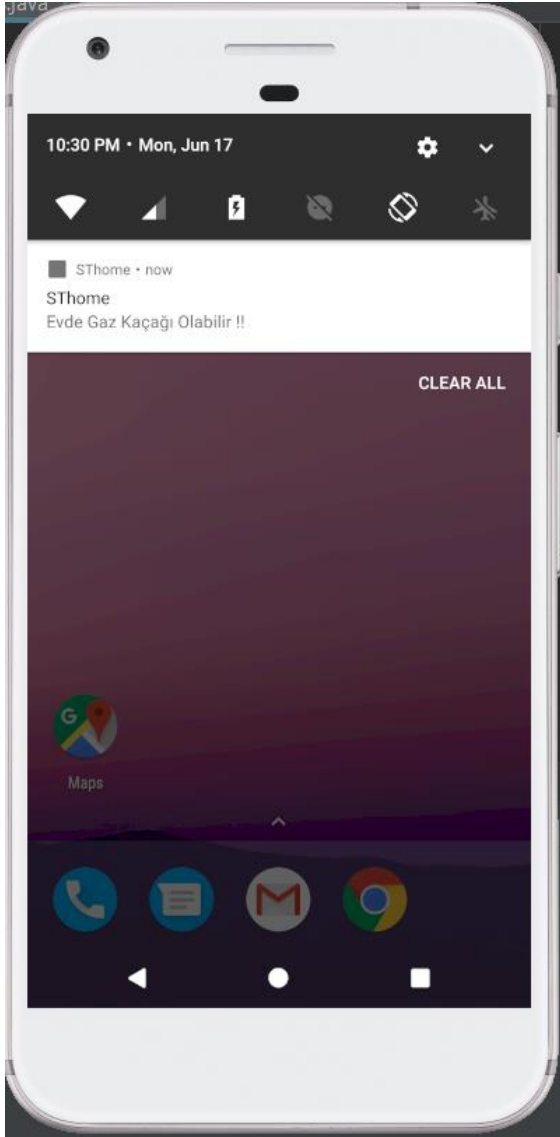 .java
10:30 PM • Mon, Jun 17
SThome • now
SThome
Evde Gaz Kaçağı Olabilir !!
CLEAR ALL
G
Maps